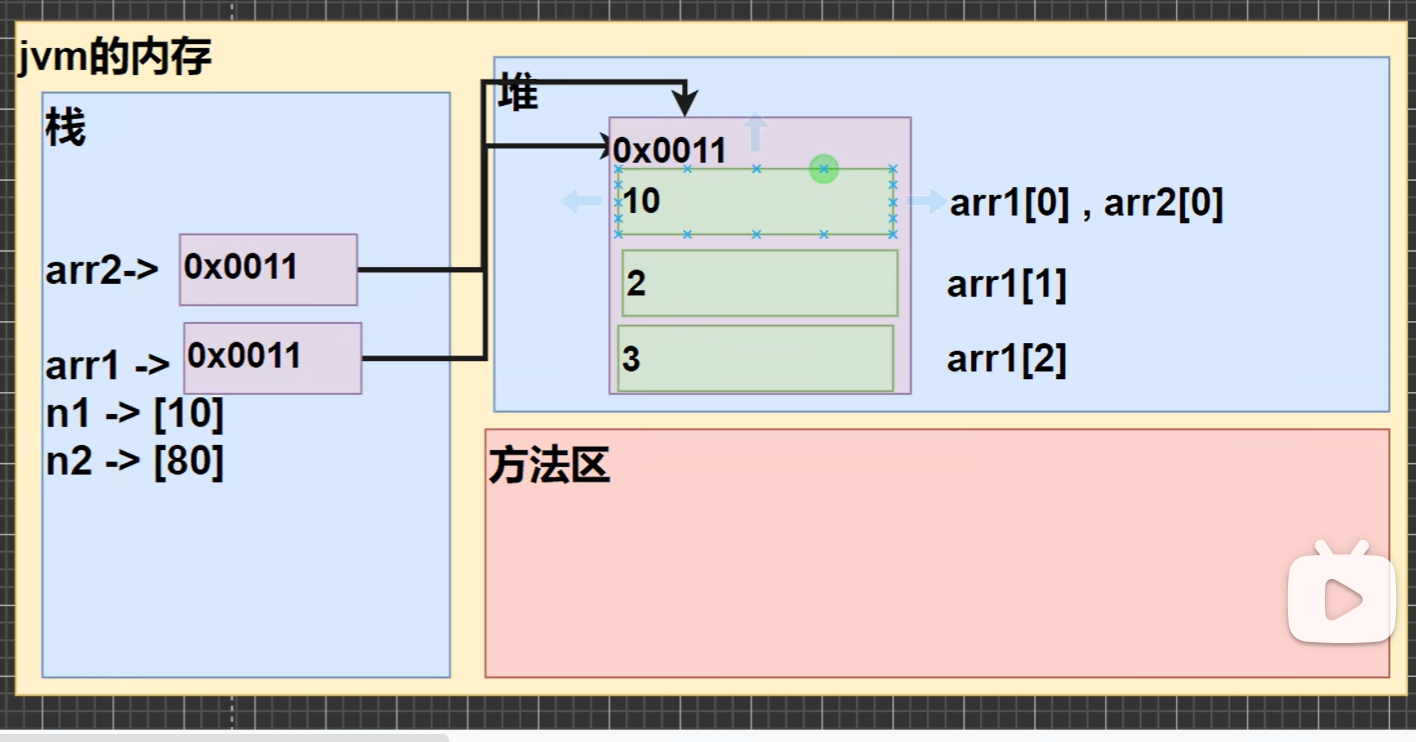 jvm的内存
栈
堆
0x0011
10
arr1[0] , arr2[0]
2
arr1[1]
3
arr1[2]
arr2-> 0x0011
arr1 -> 0x0011
n1 -> [10]
n2 -> [80]
方法区